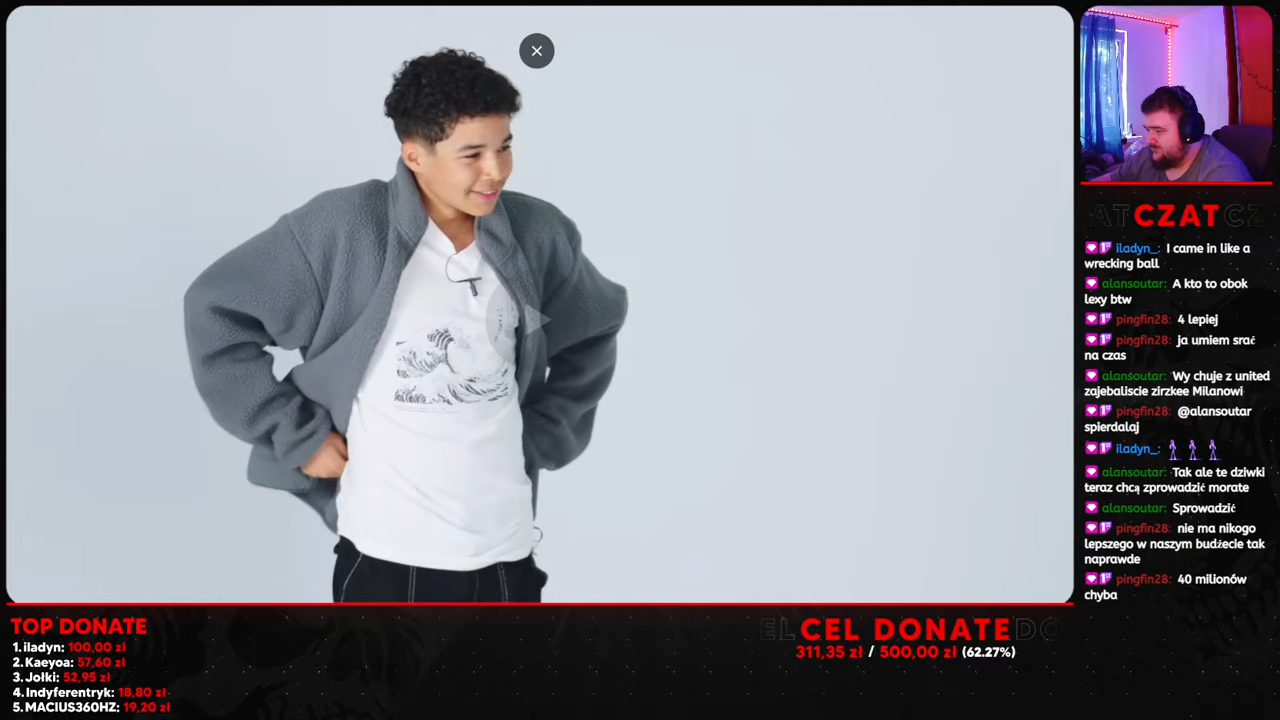 CZAT
iladyn_: I came in like a
wrecking ball
alansoutar: A kto to obok
lexy btw
pingfin28: 4 lepiej
pingfin28: ja umiem srać
na czas
alansoutar: Wy chuje z united
zajebaliscie zirzkee Milanowi
pingfin28: @alansoutar
spierdalaj
iladyn_:
alansoutar: Tak ale te dziwki
teraz chcą zprowadzić morate
alansoutar: Sprowadzić
pingfin28: nie ma nikogo
lepszego w naszym budżecie tak
naprawde
pingfin28: 40 milionów
chyba
TOP DONATE
1. iladyn: 100,00 zł
2. Kaeyoa: 57,60 zł
3. Jołki: 52,95 zł
4. Indyferentryk: 18,80 zł
5. MACIUS360HZ: 19,20 zł
CEL DONATE
311,35 zł / 500,00 zł (62.27%)